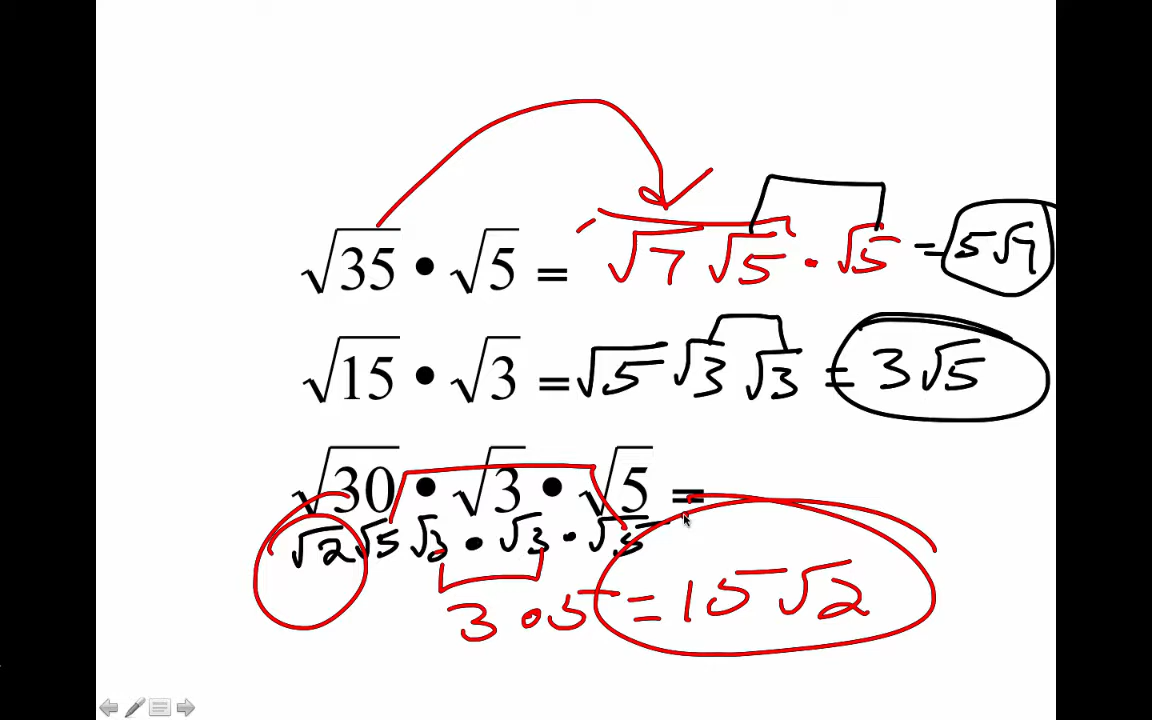 √35 • √5 = √7 √5 • √5 = 5√7
√15 • √3 = √5 √3 √3 = 3√5
√30 • √3 • √5 =
√2 √5 √3 • √3 • √5
3 • 5 = 15√2